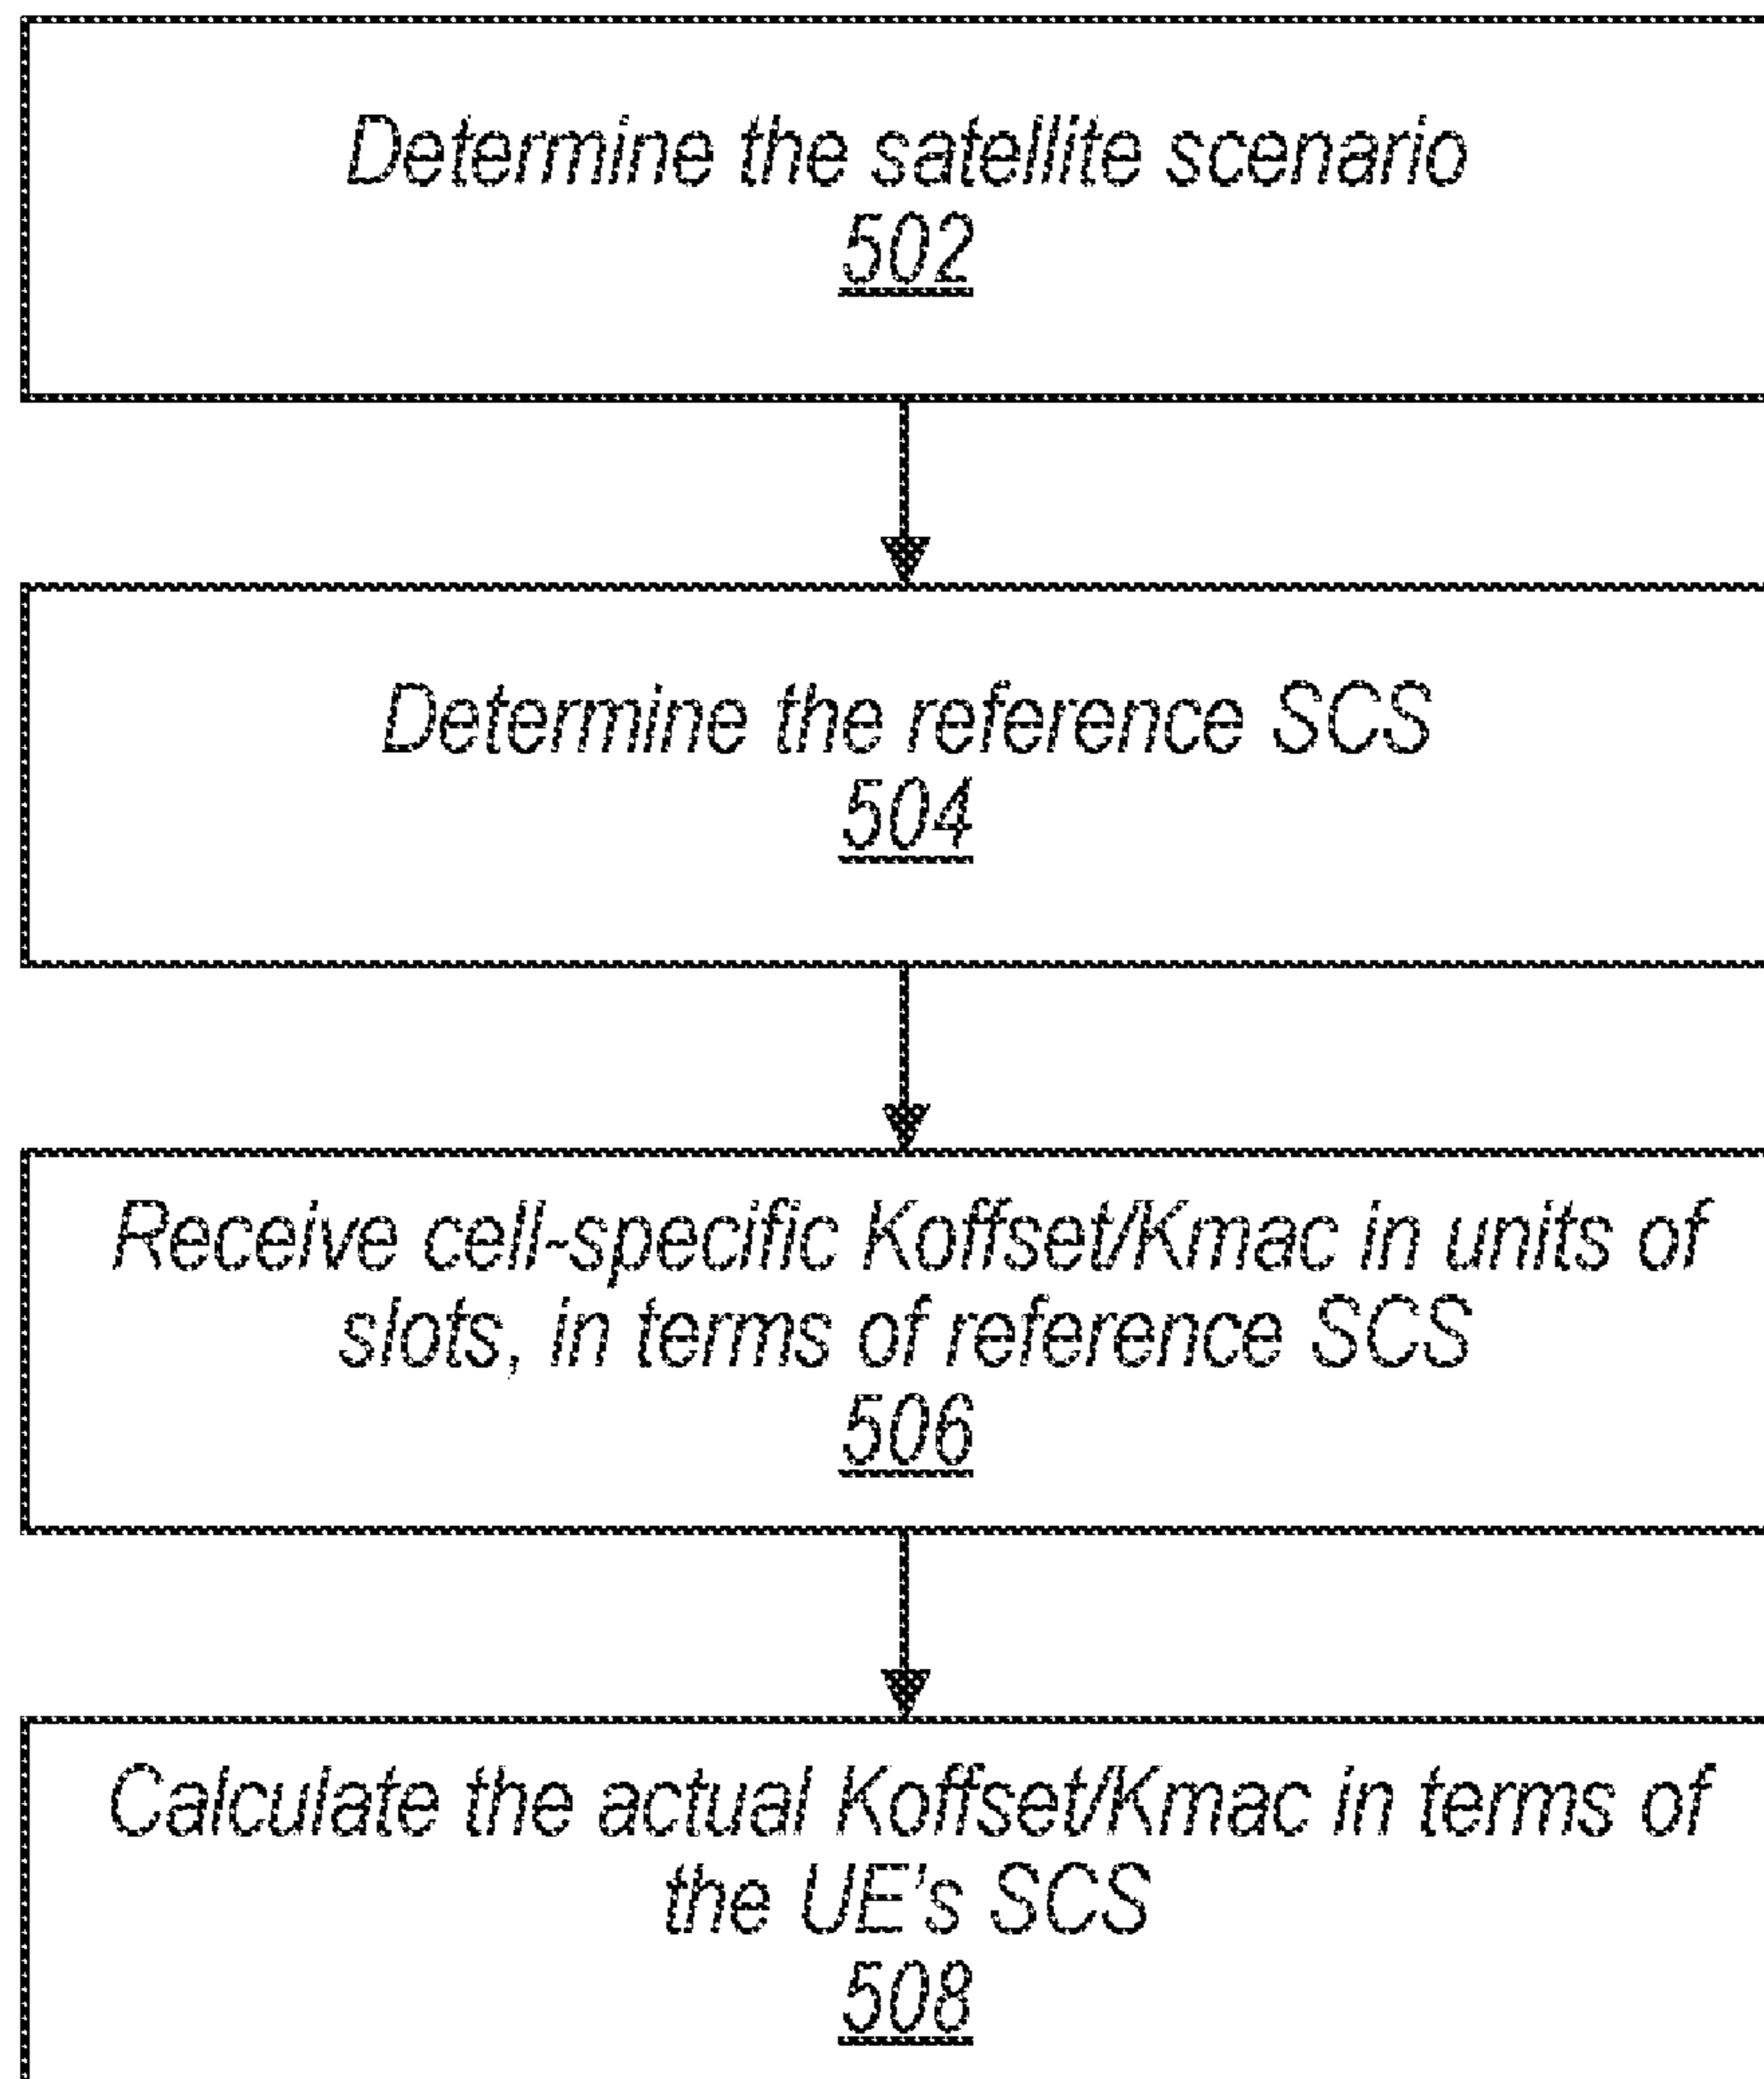 Determine the satellite scenario
502
Determine the reference SCS
504
Receive cell-specific Koffset/Kmac in units of
slots, in terms of reference SCS
506
Calculate the actual Koffset/Kmac in terms of
the UE's SCS
508